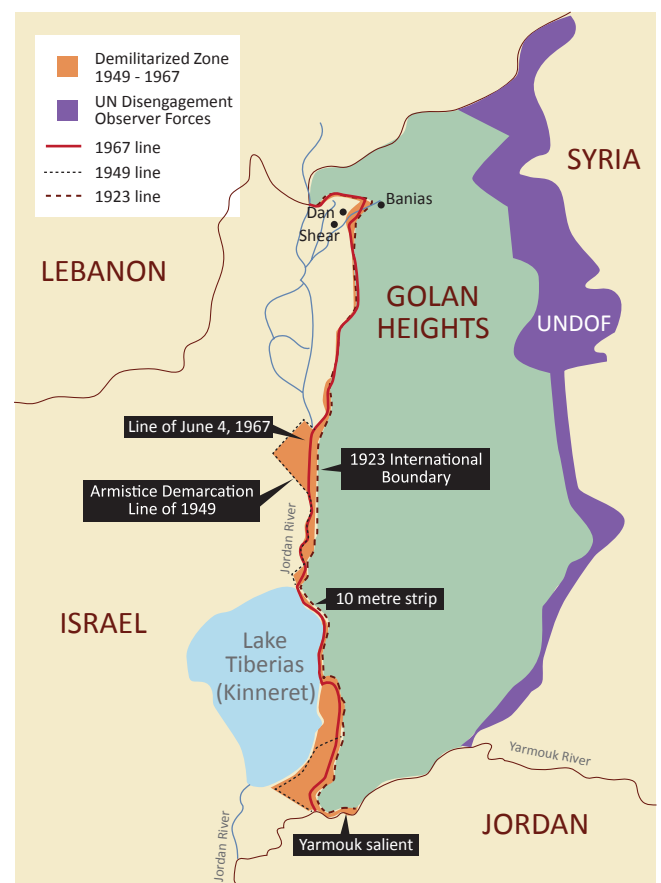 Demilitarized Zone
1949 - 1967
UN Disengagement
Observer Forces
1967 line
1949 line
1923 line
SYRIA
Banias
Dan
Shear
LEBANON
GOLAN
HEIGHTS
UNDOF
Line of June 4, 1967
1923 International
Boundary
Armistice Demarcation
Line of 1949
Jordan River
10 metre strip
ISRAEL
Lake
Tiberias
(Kinneret)
Yarmouk River
Jordan River
JORDAN
Yarmouk salient